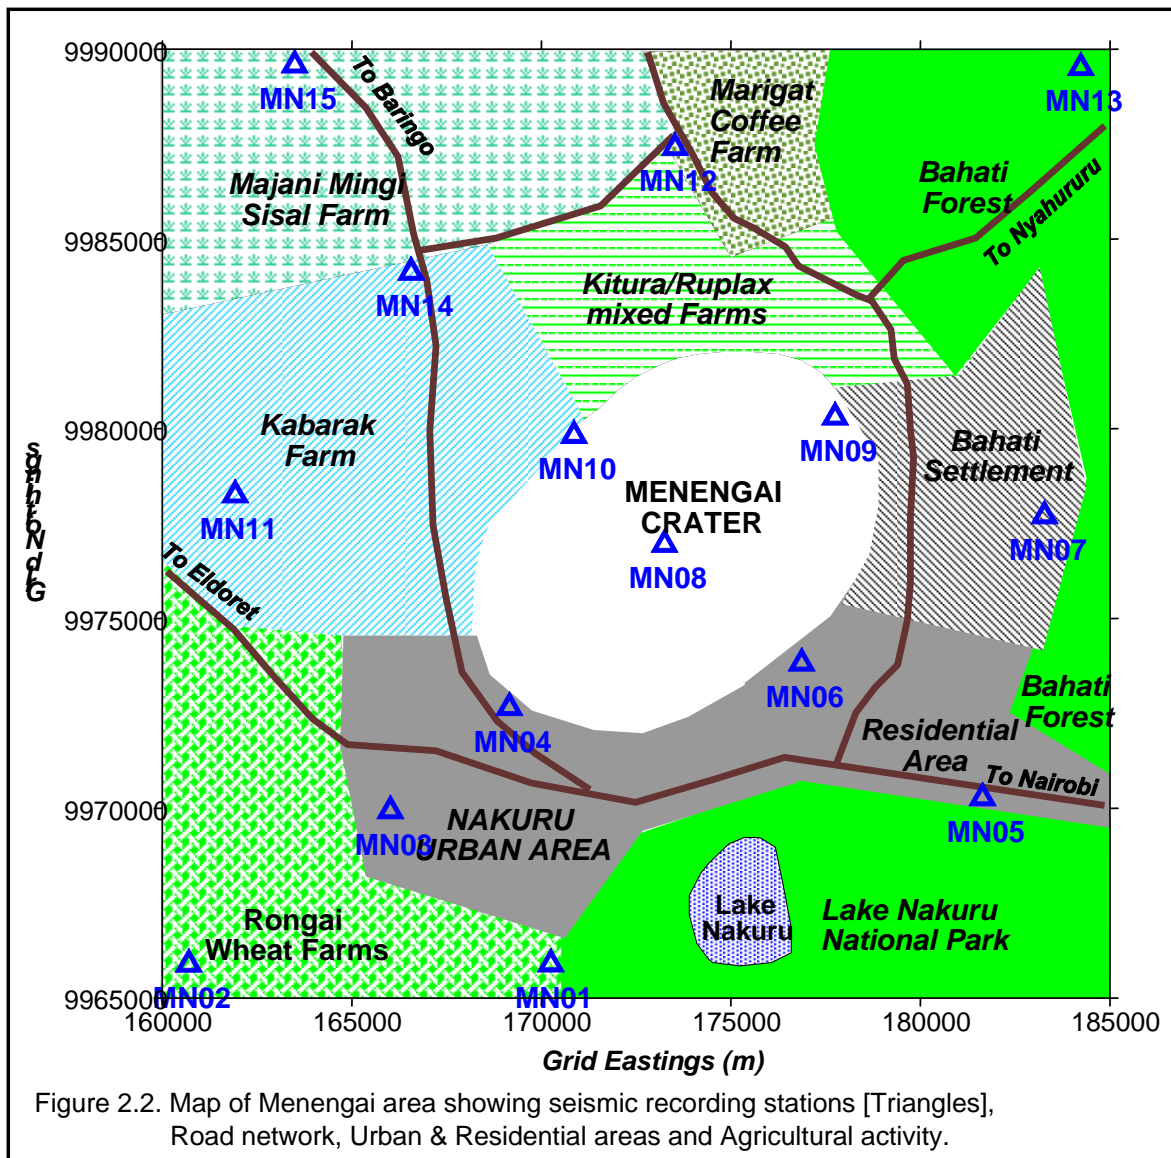 9990000
To Baringo
MN15
Marigat
Coffee
Farm
MN13
MN12
Majani Mingi
Sisal Farm
Bahati
Forest
To Nyahururu
9985000
MN14
Kitura/Ruplax
mixed Farms
9980000
Kabarak
Farm
MN10
MN09
Bahati
Settlement
MENENGAI
CRATER
MN11
MN08
MN07
Grid Northings
To Eldoret
9975000
MN06
Bahati
Forest
MN04
Residential
Area
To Nairobi
9970000
MN03
NAKURU
URBAN AREA
MN05
Rongai
Wheat Farms
Lake
Nakuru
Lake Nakuru
National Park
9965000
MN02
MN01
160000
165000
170000
175000
180000
185000
Grid Eastings (m)
Figure 2.2. Map of Menengai area showing seismic recording stations [Triangles],
Road network, Urban & Residential areas and Agricultural activity.